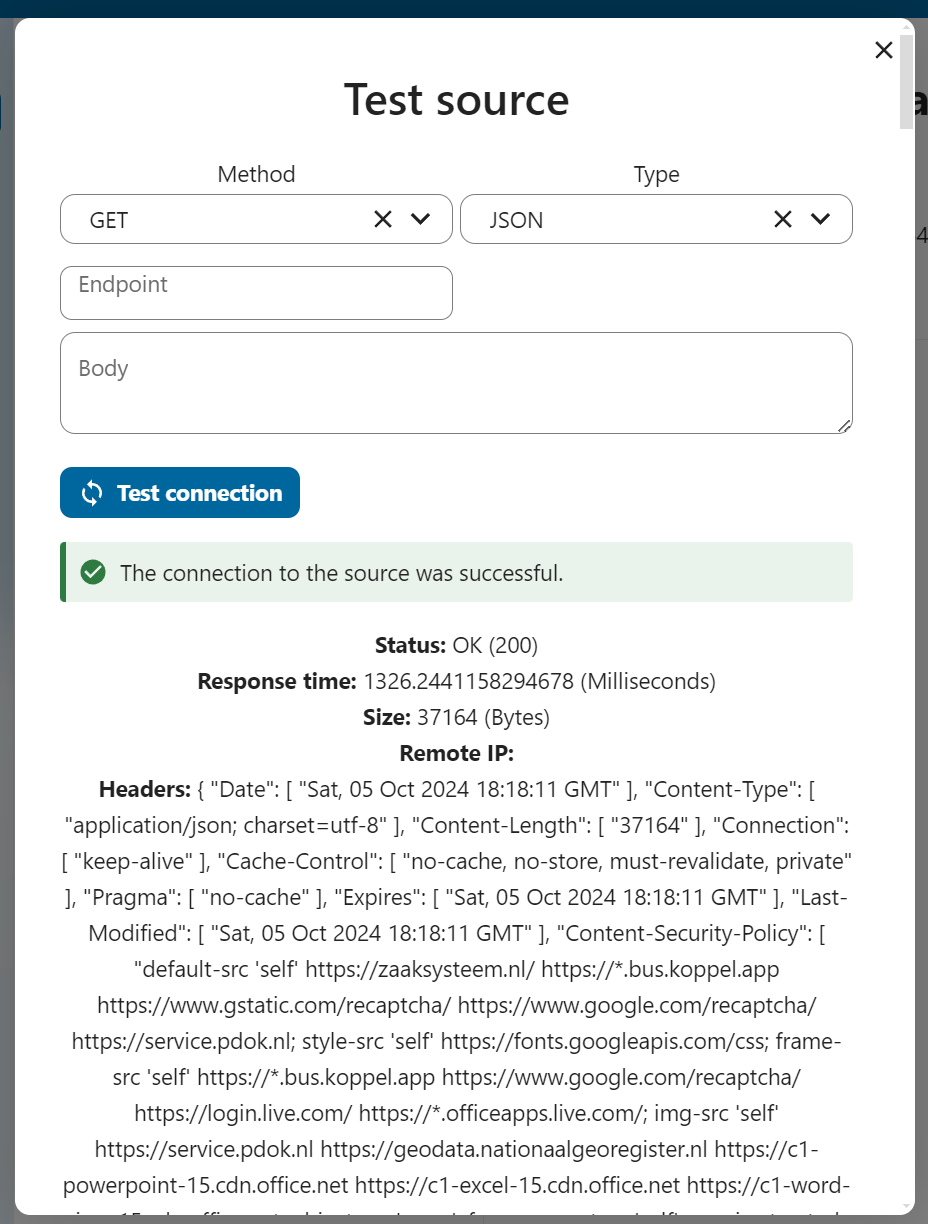 Test source
Method
Type
GET
JSON
Endpoint
Body
Test connection
The connection to the source was successful.
Status: OK (200)
Response time: 1326.2441158294678 (Milliseconds)
Size: 37164 (Bytes)
Remote IP:
Headers: { "Date": [ "Sat, 05 Oct 2024 18:18:11 GMT" ], "Content-Type": [
"application/json; charset=utf-8" ], "Content-Length": [ "37164" ], "Connection":
[ "keep-alive" ], "Cache-Control": [ "no-cache, no-store, must-revalidate, private"
], "Pragma": [ "no-cache" ], "Expires": [ "Sat, 05 Oct 2024 18:18:11 GMT" ], "Last-
Modified": [ "Sat, 05 Oct 2024 18:18:11 GMT" ], "Content-Security-Policy": [
"default-src 'self' https://zaaksysteem.nl/ https://*.bus.koppel.app
https://www.gstatic.com/recaptcha/ https://www.google.com/recaptcha/
https://service.pdok.nl; style-src 'self' https://fonts.googleapis.com/css; frame-
src 'self' https://*.bus.koppel.app https://www.google.com/recaptcha/
https://login.live.com/ https://*.officeapps.live.com/; img-src 'self'
https://service.pdok.nl https://geodata.nationaalgeoregister.nl https://c1-
powerpoint-15.cdn.office.net https://c1-excel-15.cdn.office.net https://c1-word-